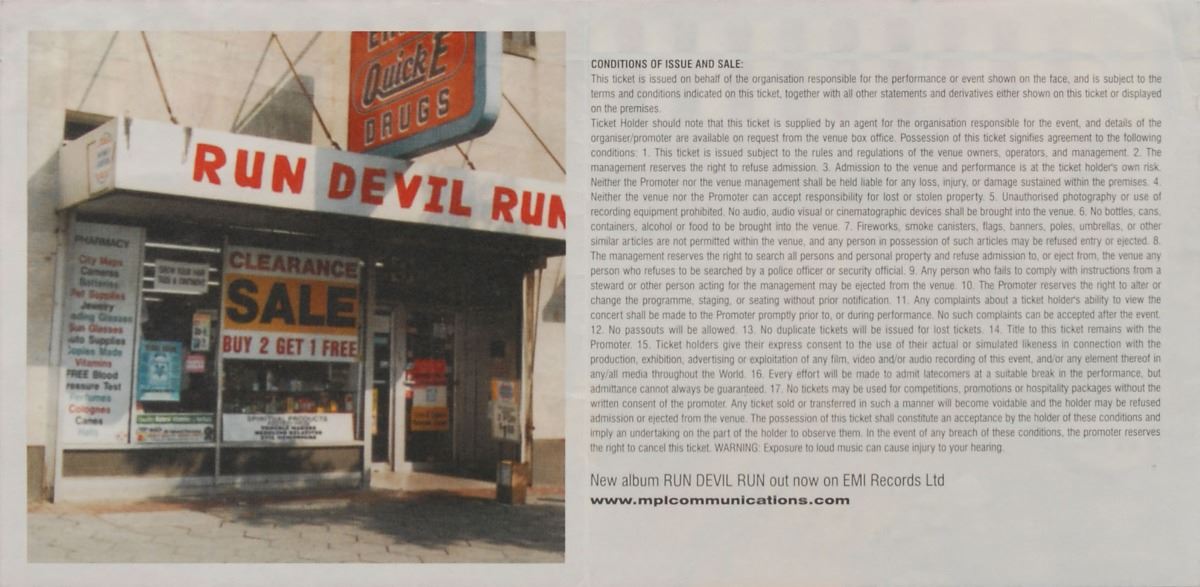 QuickE
DRUGS
RUN DEVIL RUN
PHARMACY
City Maps
Cameras
Batteries
Pet Supplies
Jewelry
ading Glasses
Sun Glasses
uto Supplies
Copies Made
Vitamins
FREE Blood
ressure Test
Perfumes
Colognes
Canes
CLEARANCE
SALE
BUY 2 GET 1 FREE
SPIRITUAL PRODUCTS
CONDITIONS OF ISSUE AND SALE:
This ticket is issued on behalf of the organisation responsible for the performance or event shown on the face, and is subject to the
terms and conditions indicated on this ticket, together with all other statements and derivatives either shown on this ticket or displayed
on the premises.
Ticket Holder should note that this ticket is supplied by an agent for the organisation responsible for the event, and details of the
organiser/promoter are available on request from the venue box office. Possession of this ticket signifies agreement to the following
conditions: 1. This ticket is issued subject to the rules and regulations of the venue owners, operators, and management. 2. The
management reserves the right to refuse admission. 3. Admission to the venue and performance is at the ticket holder's own risk.
Neither the Promoter nor the venue management shall be held liable for any loss, injury, or damage sustained within the premises. 4.
Neither the venue nor the Promoter can accept responsibility for lost or stolen property. 5. Unauthorised photography or use of
recording equipment prohibited. No audio, audio visual or cinematographic devices shall be brought into the venue. 6. No bottles, cans,
containers, alcohol or food to be brought into the venue. 7. Fireworks, smoke canisters, flags, banners, poles, umbrellas, or other
similar articles are not permitted within the venue, and any person in possession of such articles may be refused entry or ejected. 8.
The management reserves the right to search all persons and personal property and refuse admission to, or eject from, the venue any
person who refuses to be searched by a police officer or security official. 9. Any person who fails to comply with instructions from a
steward or other person acting for the management may be ejected from the venue. 10. The Promoter reserves the right to alter or
change the programme, staging, or seating without prior notification. 11. Any complaints about a ticket holder's ability to view the
concert shall be made to the Promoter promptly prior to, or during performance. No such complaints can be accepted after the event.
12. No passouts will be allowed. 13. No duplicate tickets will be issued for lost tickets. 14. Title to this ticket remains with the
Promoter. 15. Ticket holders give their express consent to the use of their actual or simulated likeness in connection with the
production, exhibition, advertising or exploitation of any film, video and/or audio recording of this event, and/or any element thereof in
any/all media throughout the World. 16. Every effort will be made to admit latecomers at a suitable break in the performance, but
admittance cannot always be guaranteed. 17. No tickets may be used for competitions, promotions or hospitality packages without the
written consent of the promoter. Any ticket sold or transferred in such a manner will become voidable and the holder may be refused
admission or ejected from the venue. The possession of this ticket shall constitute an acceptance by the holder of these conditions and
imply an undertaking on the part of the holder to observe them. In the event of any breach of these conditions, the promoter reserves
the right to cancel this ticket. WARNING: Exposure to loud music can cause injury to your hearing.
New album RUN DEVIL RUN out now on EMI Records Ltd
www.mplcommunications.com